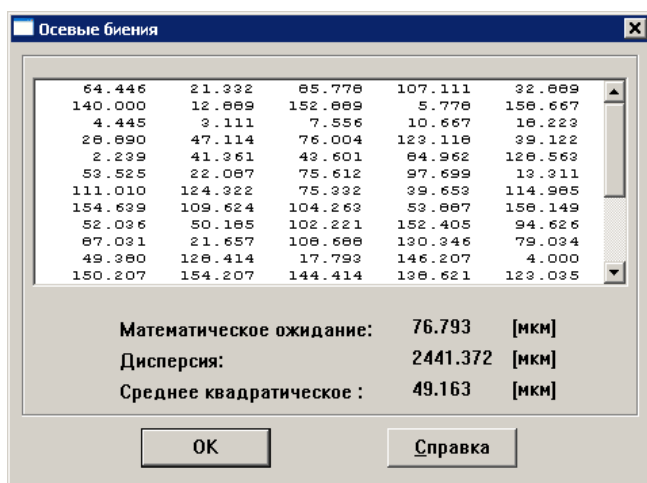 Осевые биения
64.446 21.332 85.778 107.111 32.889
140.000 12.889 152.889 5.778 158.667
4.445 3.111 7.556 10.667 18.223
28.890 47.114 76.004 123.118 39.122
2.239 41.361 43.601 84.962 128.563
53.525 22.087 75.612 97.699 13.311
111.010 124.322 75.332 39.653 114.985
154.639 109.624 104.263 53.887 158.149
52.036 50.185 102.221 152.405 94.626
87.031 21.657 108.688 130.346 79.034
49.380 128.414 17.793 146.207 4.000
150.207 154.207 144.414 138.621 123.035
Математическое ожидание: 76.793 [мкм]
Дисперсия: 2441.372 [мкм]
Среднее квадратическое : 49.163 [мкм]
OK Справка